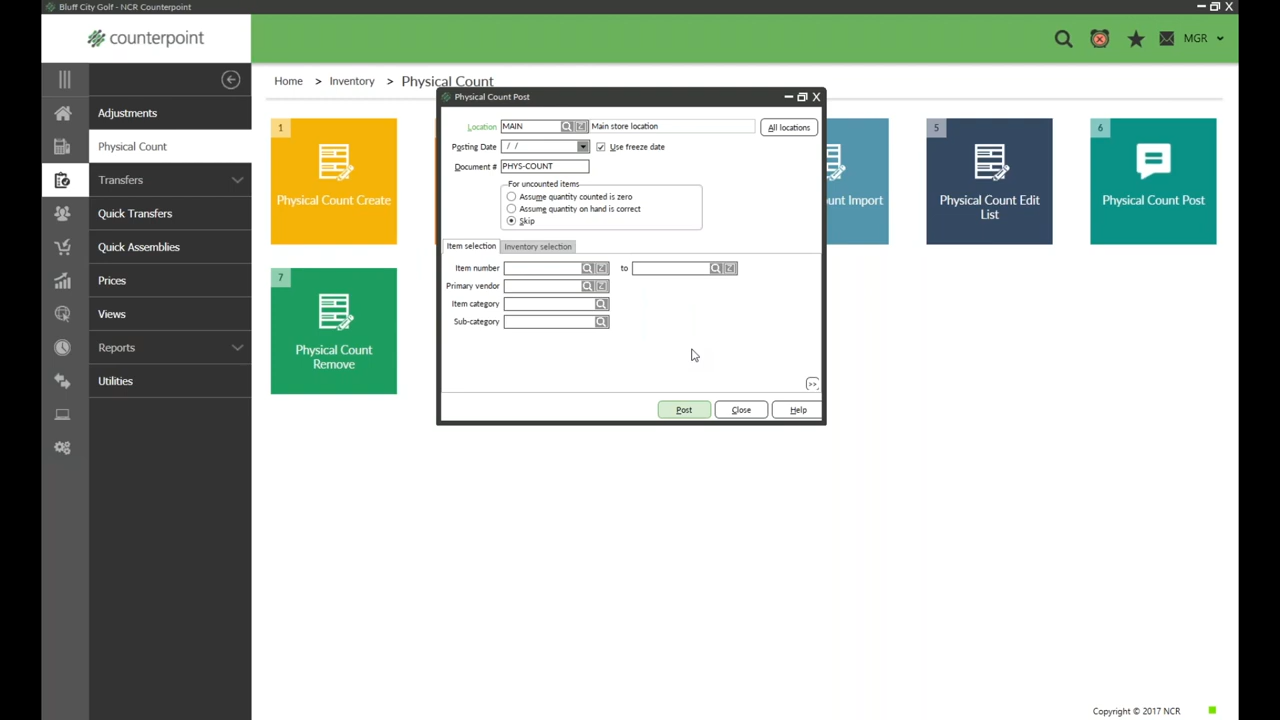 Bluff City Golf - NCR Counterpoint
counterpoint
MGR
Home > Inventory > Physical Count
Adjustments
Physical Count
Transfers
Quick Transfers
Quick Assemblies
Prices
Views
Reports
Utilities
1
Physical Count Create
ount Import
5
Physical Count Edit
List
6
Physical Count Post
7
Physical Count
Remove
Physical Count Post
Location MAIN Main store location All locations
Posting Date / / Use freeze date
Document # PHYS-COUNT
For uncounted items
Assume quantity counted is zero
Assume quantity on hand is correct
Skip
Item selection Inventory selection
Item number to
Primary vendor
Item category
Sub-category
>>
Post Close Help
Copyright © 2017 NCR